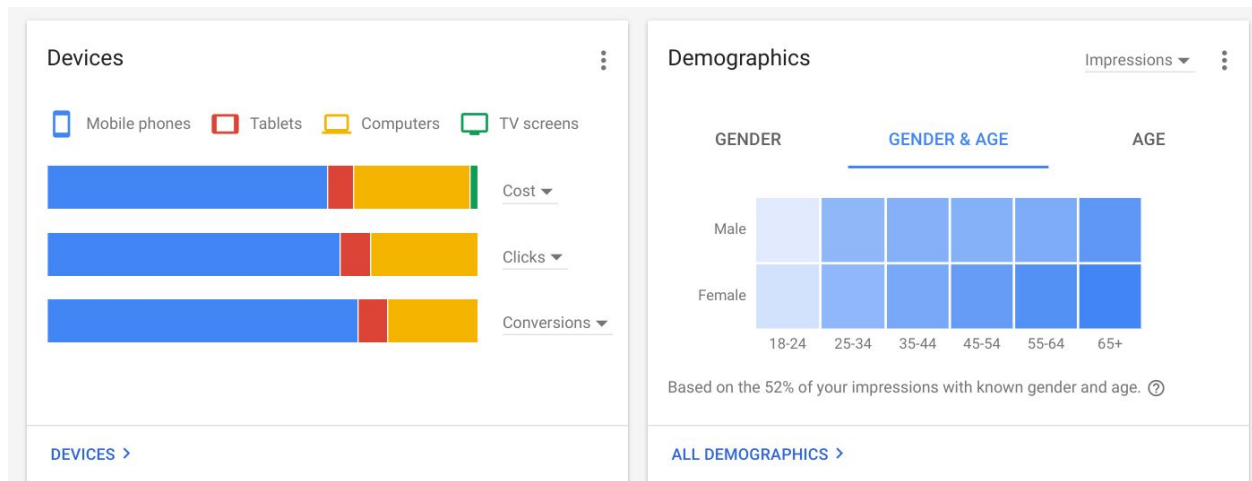 Devices
Mobile phones Tablets Computers TV screens
Cost
Clicks
Conversions
DEVICES
Demographics
Impressions
GENDER GENDER & AGE AGE
Male
Female
18-24 25-34 35-44 45-54 55-64 65+
Based on the 52% of your impressions with known gender and age. ?
ALL DEMOGRAPHICS